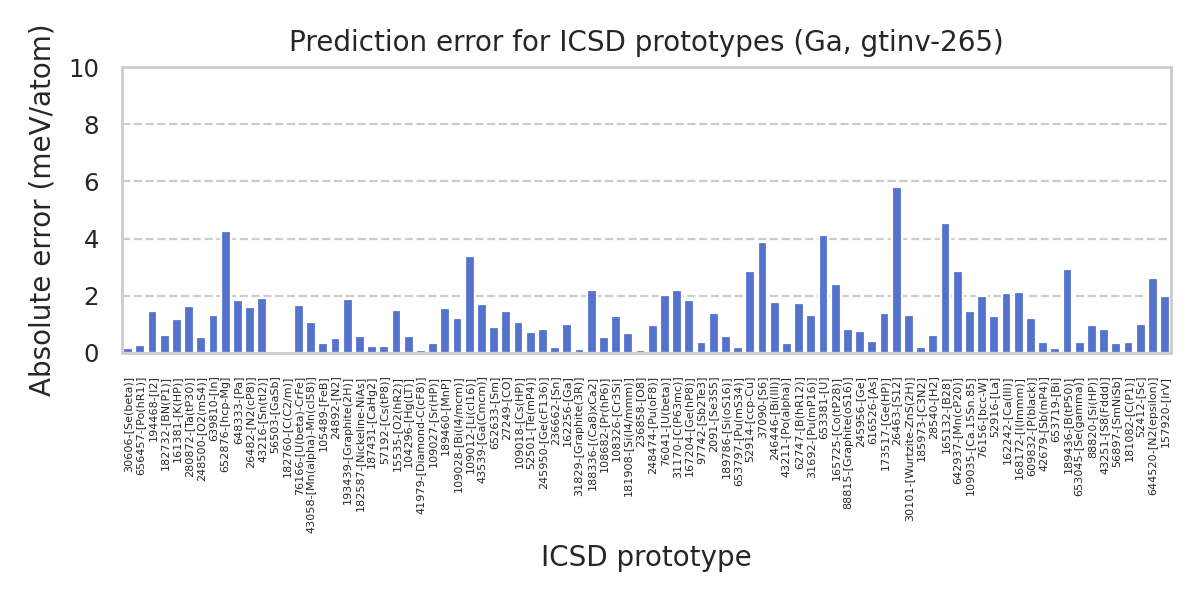 Prediction error for ICSD prototypes (Ga, gtinv-265)
Absolute error (meV/atom)
10
8
6
4
2
0
30606-[Se(beta)]
656457-[Po(hR1)]
194468-[I2]
182732-[BN(P1)]
16381-[K(HP)]
280872-[Ta(tP30)]
248500-[O2(mS4)]
639810-[In]
652876-[hcp-Mg]
648333-[Pa]
26482-[N2(cP8)]
43216-[Sn(tI2)]
56503-[GaSb]
182760-[C(C2/m)]
76166-[U(beta)-CrFe]
43058-[Mn(alpha)-Mn(cI58)]
105489-[FeB]
24892-[N2]
193439-[Graphite(2H)]
182587-[Nickeline-NiAs]
187431-[CaHg2]
57192-[Cs(tP8)]
15535-[O2(hR2)]
104296-[Hg(LT)]
41979-[Diamond-C(cF8)]
109027-[Sr(HP)]
189460-[MnP]
109028-[Bi(I4/mcm)]
109012-[Li(cI16)]
43539-[Ga(Cmcm)]
652633-[Sm]
27249-[CO]
109018-[Cs(HP)]
52501-[Te(mP4)]
245950-[Ge(cF136)]
236662-[Sn]
162256-[Ga]
31829-[Graphite(3R)]
188336-[(Ca8)xCa2]
108682-[Pr(hP6)]
108326-[Cr3Si]
181908-[Si(I4/mmm)]
236858-[O8]
248474-[Pu(oF8)]
76041-[U(beta)]
31170-[C(P63mc)]
167204-[Ge(hP8)]
97742-[Sb2Te3]
2091-[Se3S5]
189786-[Si(oS16)]
653797-[Pu(mS34)]
52914-[ccp-Cu]
37090-[S6]
246446-[Bi(III)]
43211-[Po(alpha)]
62747-[B(hR12)]
31692-[Pu(mP16)]
653381-[U]
165725-[Co(tP28)]
88815-[Graphite(oS16)]
245956-[Ge]
616526-[As]
173517-[Ge(HP)]
26463-[S12]
30101-[Wurtzite-ZnS(2H)]
185973-[C3N2]
28540-[H2]
165132-[B28]
642937-[Mn(cP20)]
109035-[Ca.15Sn.85]
76156-[bcc-W]
52916-[La]
162242-[Ca(III)]
168172-[I(Immm)]
609832-[P(black)]
42679-[Sb(mP4)]
653719-[Bi]
189436-[B(tP50)]
653045-[Se(gamma)]
88820-[Si(HP)]
43251-[S8(Fddd)]
56897-[SmNiSb]
181082-[C(P1)]
52412-[Sc]
644520-[N2(epsilon)]
157920-[IrV]
ICSD prototype